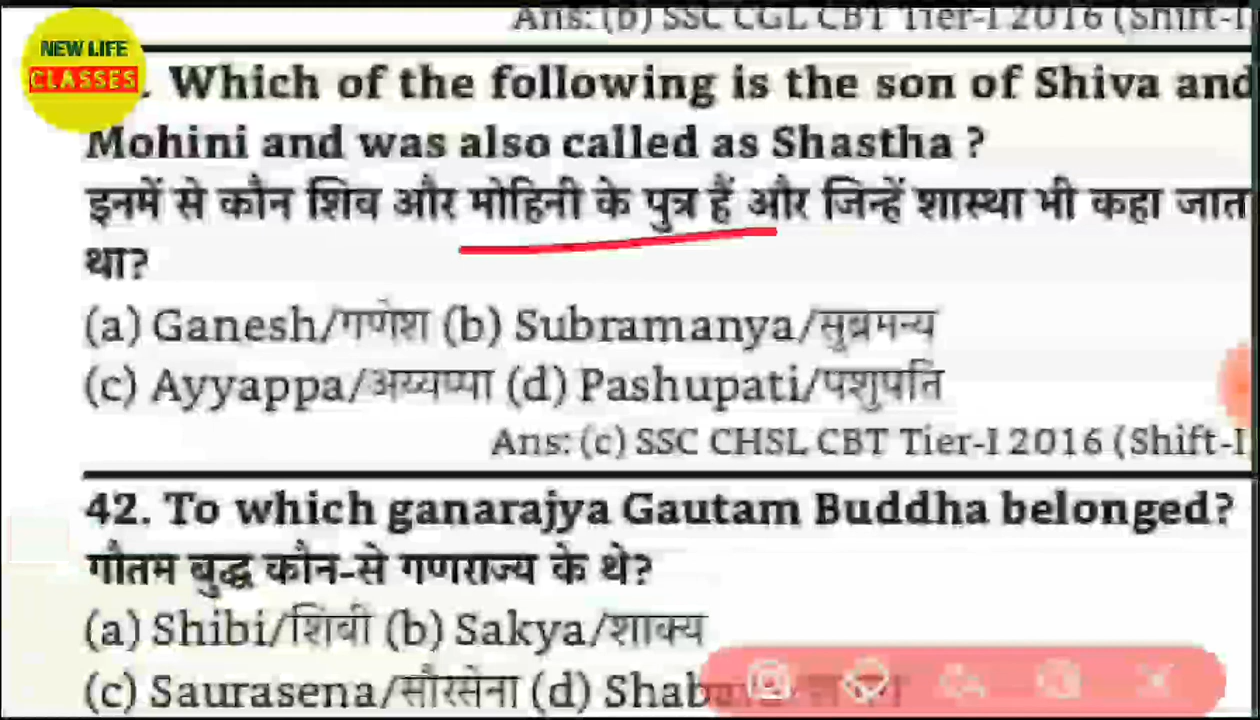 Ans: (b) SSC CGL CBT Tier-I 2016 (Shift-I
NEW LIFE
CLASSES
. Which of the following is the son of Shiva and
Mohini and was also called as Shastha ?
इनमें से कौन शिव और मोहिनी के पुत्र हैं और जिन्हें शास्था भी कहा जात
था?
(a) Ganesh/गणेश (b) Subramanya/सुब्रमन्य
(c) Ayyappa/अय्यप्पा (d) Pashupati/पशुपति
Ans: (c) SSC CHSL CBT Tier-I 2016 (Shift-I
42. To which ganarajya Gautam Buddha belonged?
गौतम बुद्ध कौन-से गणराज्य के थे?
(a) Shibi/शिबी (b) Sakya/शाक्य
(c) Saurasena/सौरसेना (d)